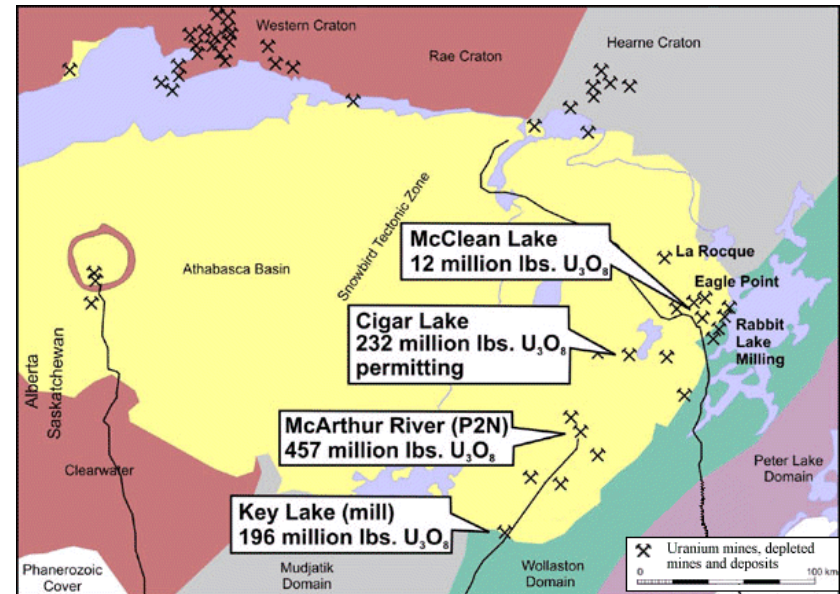 Western Craton
Rae Craton
Hearne Craton
Snowbird Tectonic Zone
McClean Lake
12 million lbs. U₃O₈
La Rocque
Athabasca Basin
Eagle Point
Cigar Lake
232 million lbs. U₃O₈
permitting
Rabbit
Lake
Milling
Alberta
Saskatchewan
McArthur River (P2N)
457 million lbs. U₃O₈
Clearwater
Peter Lake
Domain
Key Lake (mill)
196 million lbs. U₃O₈
Phanerozoic
Cover
Mudjatik
Domain
Wollaston
Domain
Uranium mines, depleted
mines and deposits
0 100 km